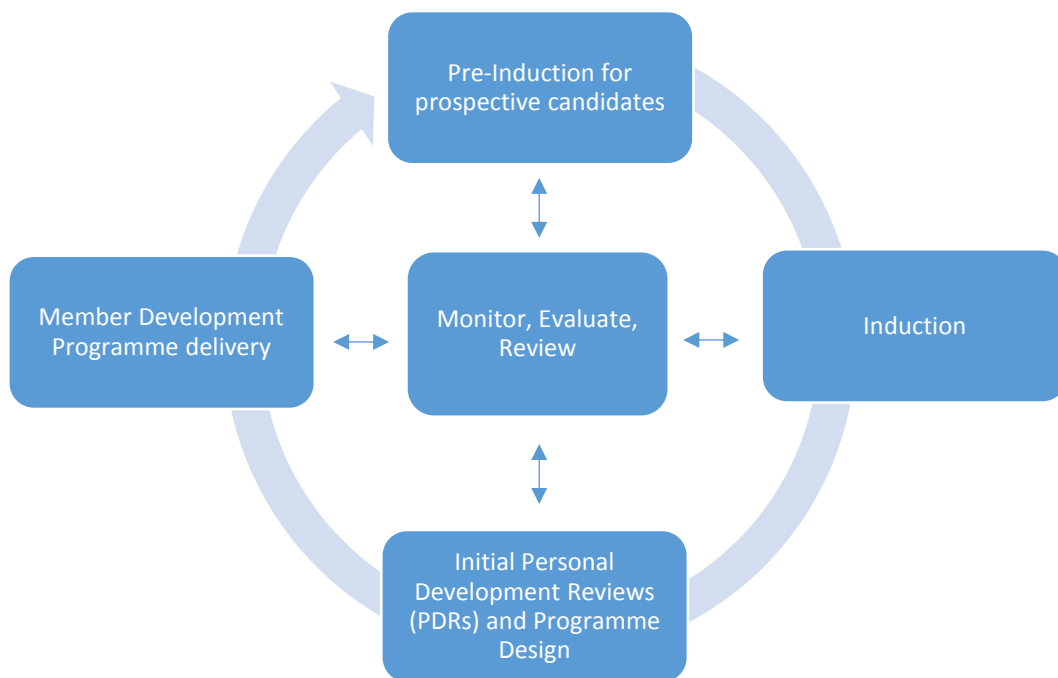 Pre-Induction for
prospective candidates
Member Development
Programme delivery
Monitor, Evaluate,
Review
Induction
Initial Personal
Development Reviews
(PDRs) and Programme
Design